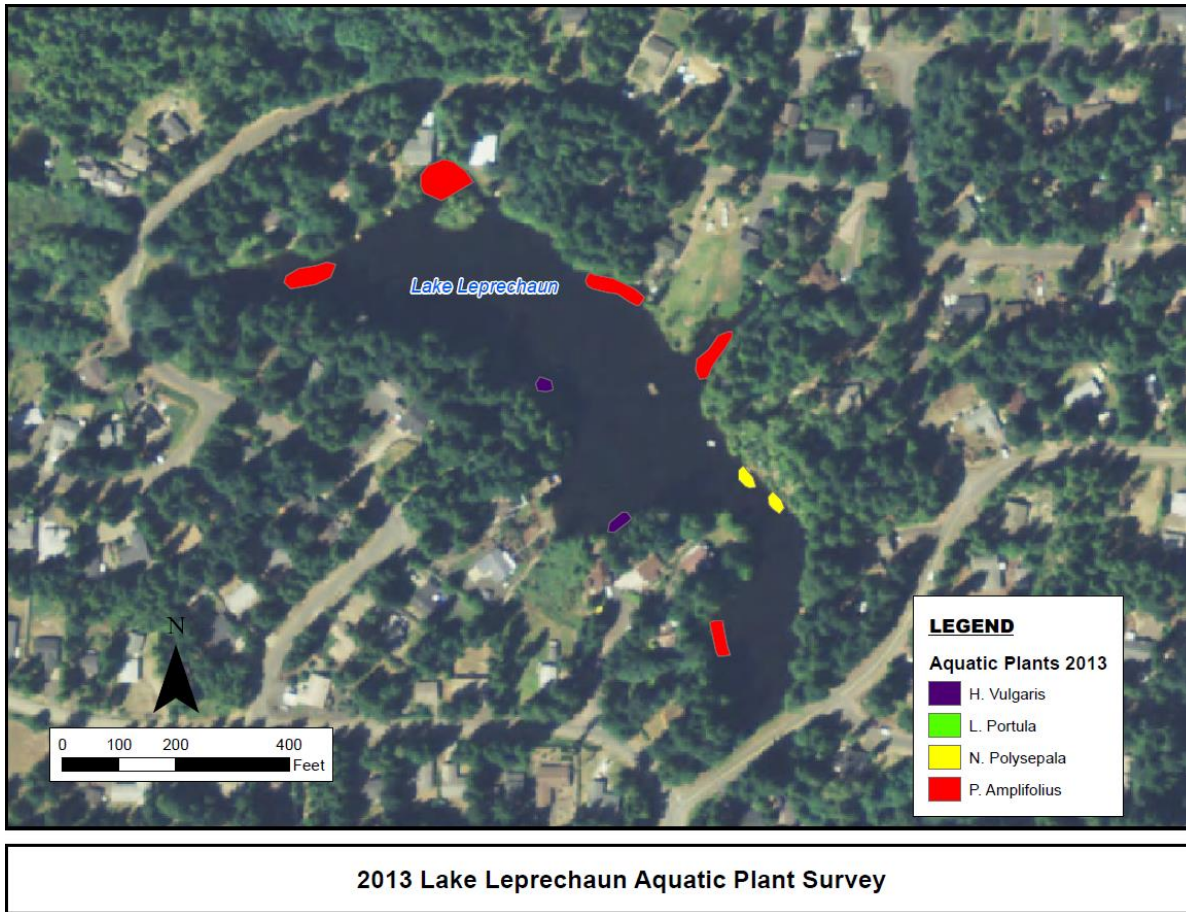 Lake Leprechaun
N
0 100 200 400
Feet
LEGEND
Aquatic Plants 2013
H. Vulgaris
L. Portula
N. Polysepala
P. Amplifolius
2013 Lake Leprechaun Aquatic Plant Survey